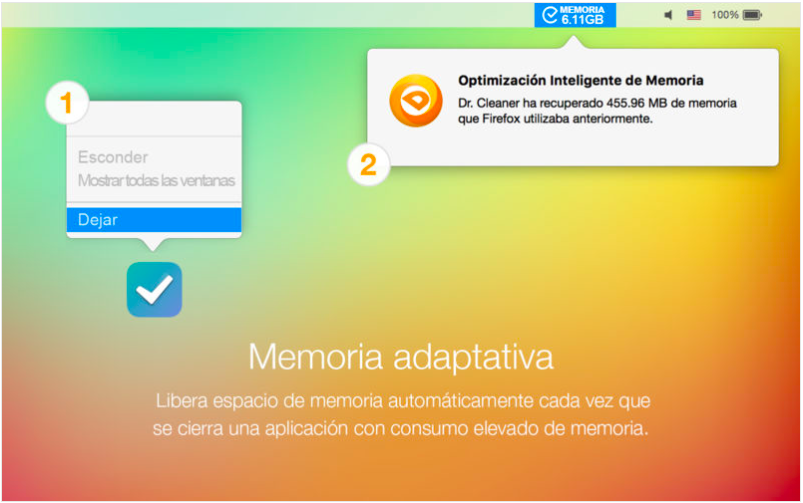 MEMORIA
6.11GB
100%
1
Esconder
Mostrar todas las ventanas
Dejar
Optimización Inteligente de Memoria
Dr. Cleaner ha recuperado 455.96 MB de memoria
que Firefox utilizaba anteriormente.
2
Memoria adaptativa
Libera espacio de memoria automáticamente cada vez que
se cierra una aplicación con consumo elevado de memoria.